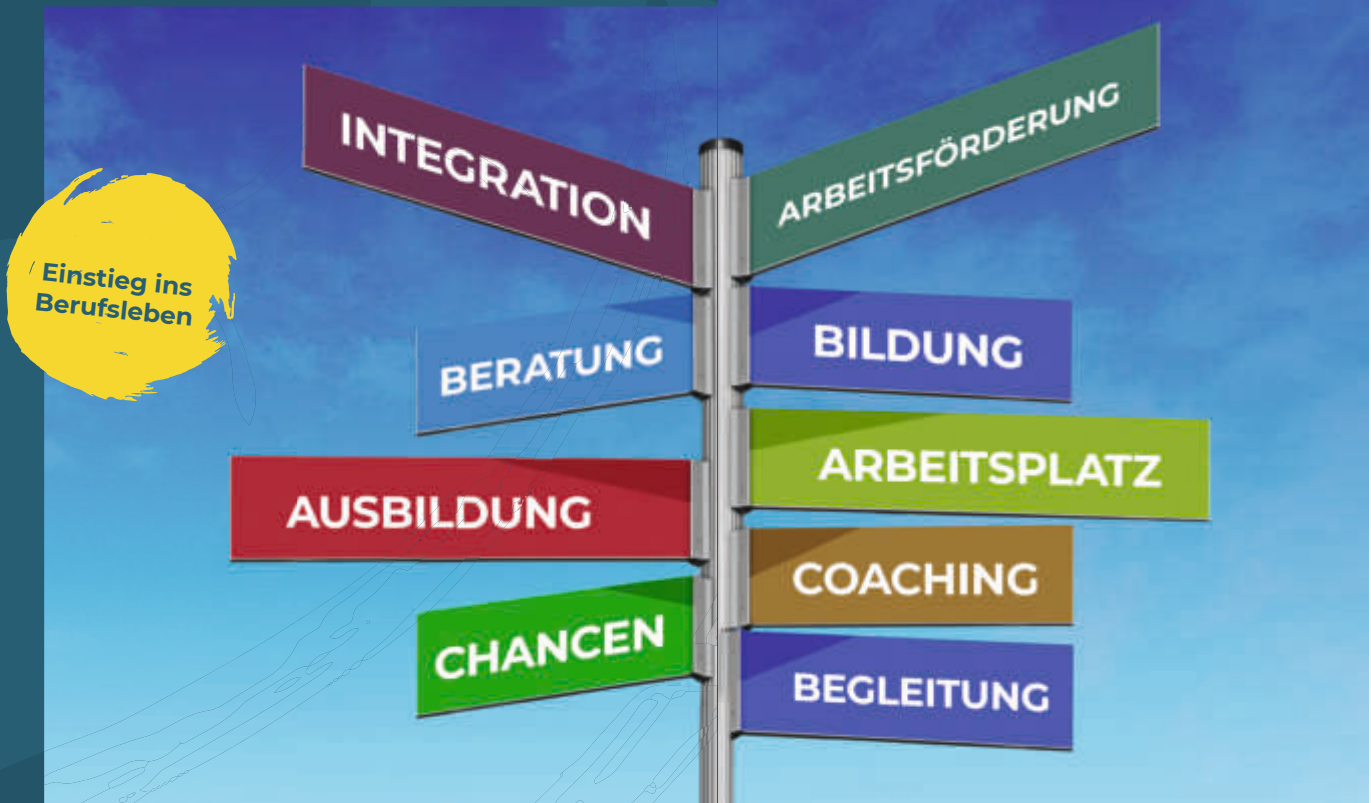 INTEGRATION
ARBEITSFÖRDERUNG
Einstieg ins
Berufsleben
BERATUNG
BILDUNG
AUSBILDUNG
ARBEITSPLATZ
CHANCEN
COACHING
BEGLEITUNG